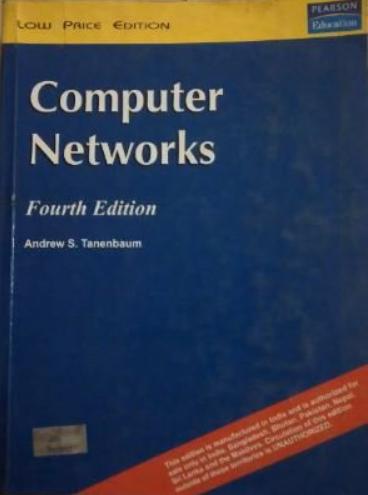 LOW PRICE EDITION
PEARSON
Education
Computer
Networks
Fourth Edition
Andrew S. Tanenbaum
This edition is manufactured in India and is authorized for
sale only in India, Bangladesh, Bhutan, Pakistan, Nepal,
Sri Lanka and the Maldives. Circulation of this edition
outside of these territories is UNAUTHORIZED.